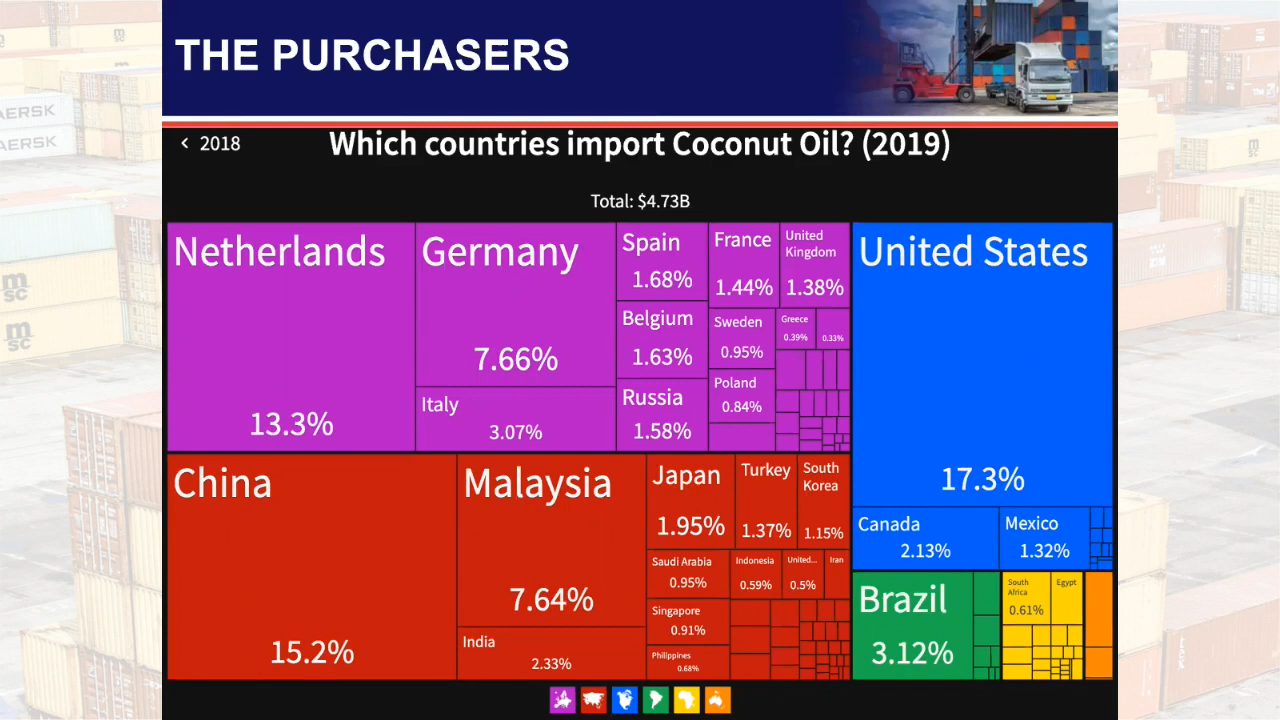 THE PURCHASERS
< 2018
Which countries import Coconut Oil? (2019)
Total: $4.73B
Netherlands
13.3%
Germany
7.66%
Italy
3.07%
Spain
1.68%
Belgium
1.63%
Russia
1.58%
France
1.44%
United
Kingdom
1.38%
Sweden
0.95%
Poland
0.84%
Greece
0.39%
0.33%
China
15.2%
Malaysia
7.64%
India
2.33%
Japan
1.95%
Turkey
1.37%
South
Korea
1.15%
Saudi Arabia
0.95%
Singapore
0.91%
Philippines
0.68%
Indonesia
0.59%
United...
0.5%
Iran
United States
17.3%
Canada
2.13%
Mexico
1.32%
Brazil
3.12%
South
Africa
0.61%
Egypt
AERSK
AERSK
msc
msc